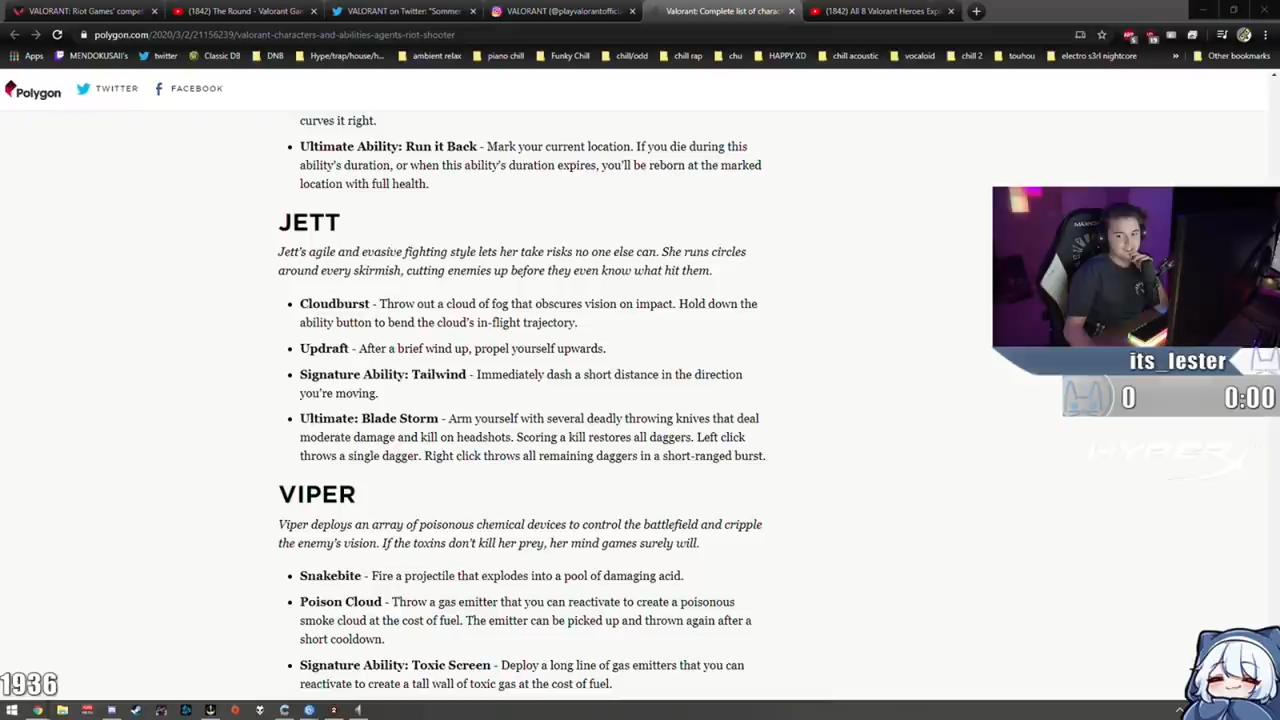 VALORANT: Riot Games' compet
(1842) The Round - Valorant Gam
VALORANT on Twitter: "Sommer
VALORANT (@playvalorantoffici
Valorant: Complete list of charac
(1842) All 8 Valorant Heroes Exp
polygon.com/2020/3/2/21156239/valorant-characters-and-abilities-agents-riot-shooter
Apps MENDOKUSAII's twitter Classic DB DNB Hype/trap/house/h... ambient relax piano chill Funky Chill chill/odd chill rap chu HAPPY XD chill acoustic vocaloid chill 2 touhou electro s3rl nightcore » Other bookmarks
Polygon TWITTER FACEBOOK
curves it right.
Ultimate Ability: Run it Back - Mark your current location. If you die during this
ability's duration, or when this ability's duration expires, you'll be reborn at the marked
location with full health.
JETT
Jett's agile and evasive fighting style lets her take risks no one else can. She runs circles
around every skirmish, cutting enemies up before they even know what hit them.
Cloudburst - Throw out a cloud of fog that obscures vision on impact. Hold down the
ability button to bend the cloud's in-flight trajectory.
Updraft - After a brief wind up, propel yourself upwards.
Signature Ability: Tailwind - Immediately dash a short distance in the direction
you're moving.
Ultimate: Blade Storm - Arm yourself with several deadly throwing knives that deal
moderate damage and kill on headshots. Scoring a kill restores all daggers. Left click
throws a single dagger. Right click throws all remaining daggers in a short-ranged burst.
VIPER
Viper deploys an array of poisonous chemical devices to control the battlefield and cripple
the enemy's vision. If the toxins don't kill her prey, her mind games surely will.
Snakebite - Fire a projectile that explodes into a pool of damaging acid.
Poison Cloud - Throw a gas emitter that you can reactivate to create a poisonous
smoke cloud at the cost of fuel. The emitter can be picked up and thrown again after a
short cooldown.
Signature Ability: Toxic Screen - Deploy a long line of gas emitters that you can
reactivate to create a tall wall of toxic gas at the cost of fuel.
its_lester
0 0:00
HYPERX
1936